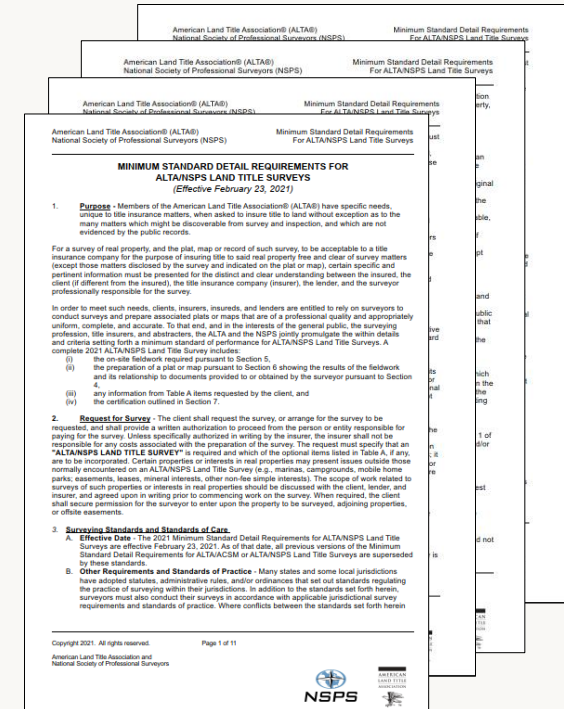 American Land Title Association® (ALTA®) Minimum Standard Detail Requirements
National Society of Professional Surveyors (NSPS) For ALTA/NSPS Land Title Surveys
American Land Title Association® (ALTA®) Minimum Standard Detail Requirements
National Society of Professional Surveyors (NSPS) For ALTA/NSPS Land Title Surveys
American Land Title Association® (ALTA®) Minimum Standard Detail Requirements
National Society of Professional Surveyors (NSPS) For ALTA/NSPS Land Title Surveys
American Land Title Association® (ALTA®) Minimum Standard Detail Requirements
National Society of Professional Surveyors (NSPS) For ALTA/NSPS Land Title Surveys
MINIMUM STANDARD DETAIL REQUIREMENTS FOR
ALTA/NSPS LAND TITLE SURVEYS
(Effective February 23, 2021)
1. Purpose - Members of the American Land Title Association® (ALTA®) have specific needs,
unique to title insurance matters, when asked to insure title to land without exception as to the
many matters which might be discoverable from survey and inspection, and which are not
evidenced by the public records.
For a survey of real property, and the plat, map or record of such survey, to be acceptable to a title
insurance company for the purpose of insuring title to said real property free and clear of survey matters
(except those matters disclosed by the survey and indicated on the plat or map), certain specific and
pertinent information must be presented for the distinct and clear understanding between the insured, the
client (if different from the insured), the title insurance company (insurer), the lender, and the surveyor
professionally responsible for the survey.
In order to meet such needs, clients, insurers, insureds, and lenders are entitled to rely on surveyors to
conduct surveys and prepare associated plats or maps that are of a professional quality and appropriately
uniform, complete, and accurate. To that end, and in the interests of the general public, the surveying
profession, title insurers, and abstracters, the ALTA and the NSPS jointly promulgate the within details
and criteria setting forth a minimum standard of performance for ALTA/NSPS Land Title Surveys. A
complete 2021 ALTA/NSPS Land Title Survey includes:
(i) the on-site fieldwork required pursuant to Section 5,
(ii) the preparation of a plat or map pursuant to Section 6 showing the results of the fieldwork
and its relationship to documents provided to or obtained by the surveyor pursuant to Section
4,
(iii) any information from Table A items requested by the client, and
(iv) the certification outlined in Section 7.
2. Request for Survey - The client shall request the survey, or arrange for the survey to be
requested, and shall provide a written authorization to proceed from the person or entity responsible for
paying for the survey. Unless specifically authorized in writing by the insurer, the insurer shall not be
responsible for any costs associated with the preparation of the survey. The request must specify that an
"ALTA/NSPS LAND TITLE SURVEY" is required and which of the optional items listed in Table A, if any,
are to be incorporated. Certain properties or interests in real properties may present issues outside those
normally encountered on an ALTA/NSPS Land Title Survey (e.g., marinas, campgrounds, mobile home
parks; easements, leases, mineral interests, other non-fee simple interests). The scope of work related to
surveys of such properties or interests in real properties should be discussed with the client, lender, and
insurer, and agreed upon in writing prior to commencing work on the survey. When required, the client
shall secure permission for the surveyor to enter upon the property to be surveyed, adjoining properties,
or offsite easements.
3. Surveying Standards and Standards of Care
A. Effective Date - The 2021 Minimum Standard Detail Requirements for ALTA/NSPS Land Title
Surveys are effective February 23, 2021. As of that date, all previous versions of the Minimum
Standard Detail Requirements for ALTA/ACSM or ALTA/NSPS Land Title Surveys are superseded
by these standards.
B. Other Requirements and Standards of Practice - Many states and some local jurisdictions
have adopted statutes, administrative rules, and/or ordinances that set out standards regulating
the practice of surveying within their jurisdictions. In addition to the standards set forth herein,
surveyors must also conduct their surveys in accordance with applicable jurisdictional survey
requirements and standards of practice. Where conflicts between the standards set forth herein
Copyright 2021. All rights reserved. Page 1 of 11
American Land Title Association and
National Society of Professional Surveyors
NSPS
AMERICAN
LAND TITLE
ASSOCIATION